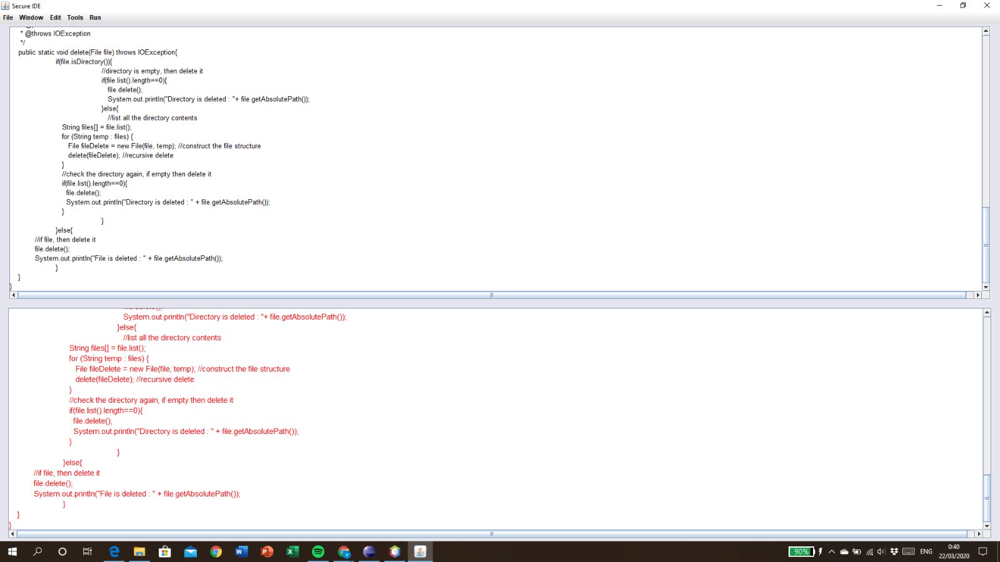 Secure IDE
File Window Edit Tools Run
* @throws IOException
*/
public static void delete(File file) throws IOException{
if(file.isDirectory()){
//directory is empty, then delete it
if(file.list().length==0){
file.delete();
System.out.println("Directory is deleted : "+ file.getAbsolutePath());
}else{
//list all the directory contents
String files[] = file.list();
for (String temp : files) {
File fileDelete = new File(file, temp); //construct the file structure
delete(fileDelete); //recursive delete
}
//check the directory again, if empty then delete it
if(file.list().length==0){
file.delete();
System.out.println("Directory is deleted : " + file.getAbsolutePath());
}
}
}else{
//if file, then delete it
file.delete();
System.out.println("File is deleted : " + file.getAbsolutePath());
}
}
}
System.out.println("Directory is deleted : "+ file.getAbsolutePath());
}else{
//list all the directory contents
String files[] = file.list();
for (String temp : files) {
File fileDelete = new File(file, temp); //construct the file structure
delete(fileDelete); //recursive delete
}
//check the directory again, if empty then delete it
if(file.list().length==0){
file.delete();
System.out.println("Directory is deleted : " + file.getAbsolutePath());
}
}
}else{
//if file, then delete it
file.delete();
System.out.println("File is deleted : " + file.getAbsolutePath());
}
}
}
90% ENG 0:40
22/03/2020